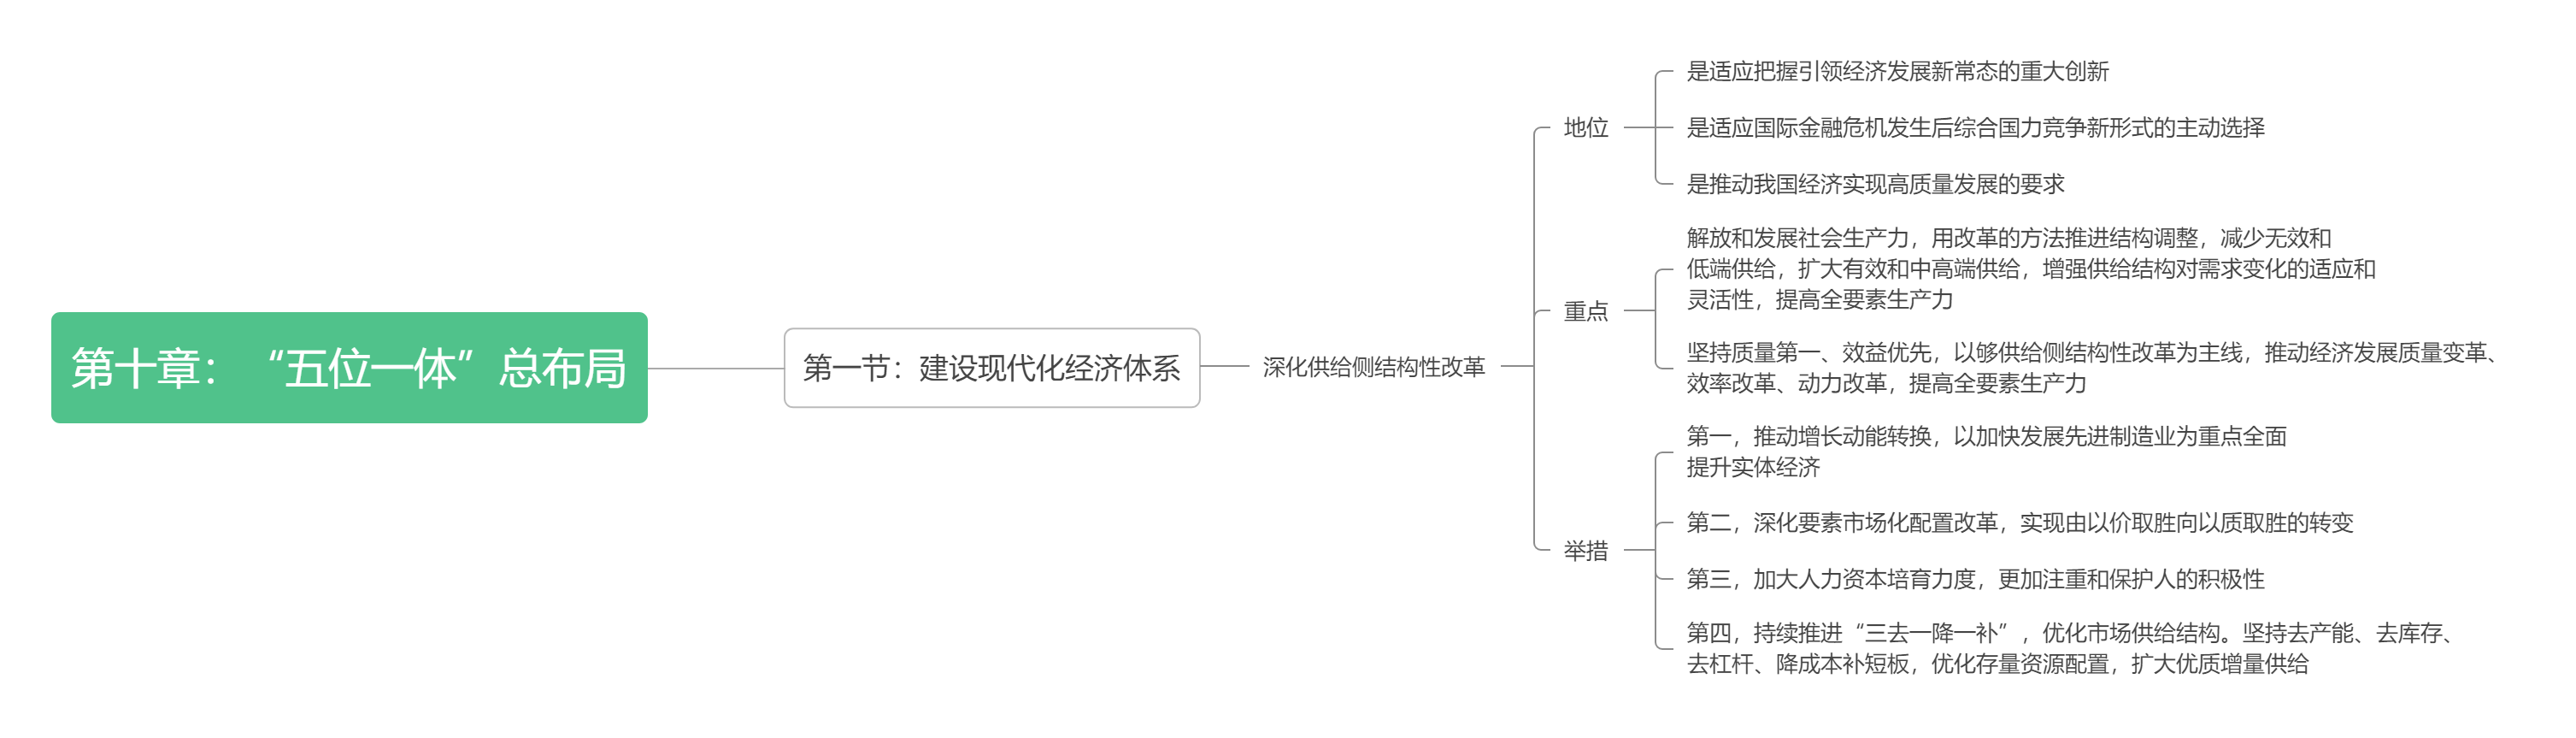 第十章：“五位一体”总布局
第一节：建设现代化经济体系
深化供给侧结构性改革
地位
是适应把握引领经济发展新常态的重大创新
是适应国际金融危机发生后综合国力竞争新形式的主动选择
是推动我国经济实现高质量发展的要求
重点
解放和发展社会生产力，用改革的方法推进结构调整，减少无效和
低端供给，扩大有效和中高端供给，增强供给结构对需求变化的适应和
灵活性，提高全要素生产力
坚持质量第一、效益优先，以够供给侧结构性改革为主线，推动经济发展质量变革、
效率改革、动力改革，提高全要素生产力
举措
第一，推动增长动能转换，以加快发展先进制造业为重点全面
提升实体经济
第二，深化要素市场化配置改革，实现由以价取胜向以质取胜的转变
第三，加大人力资本培育力度，更加注重和保护人的积极性
第四，持续推进“三去一降一补”，优化市场供给结构。坚持去产能、去库存、
去杠杆、降成本补短板，优化存量资源配置，扩大优质增量供给